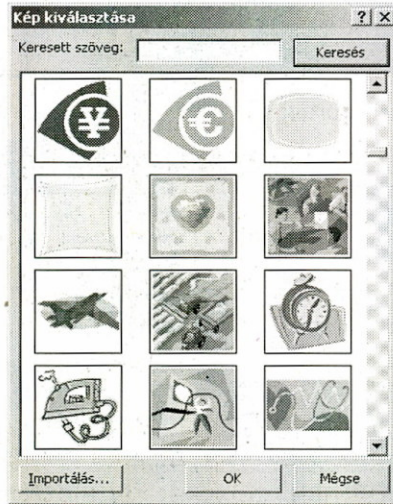 Kép kiválasztása
Keresett szöveg:
Keresés
¥
€
Importálás...
OK
Mégse